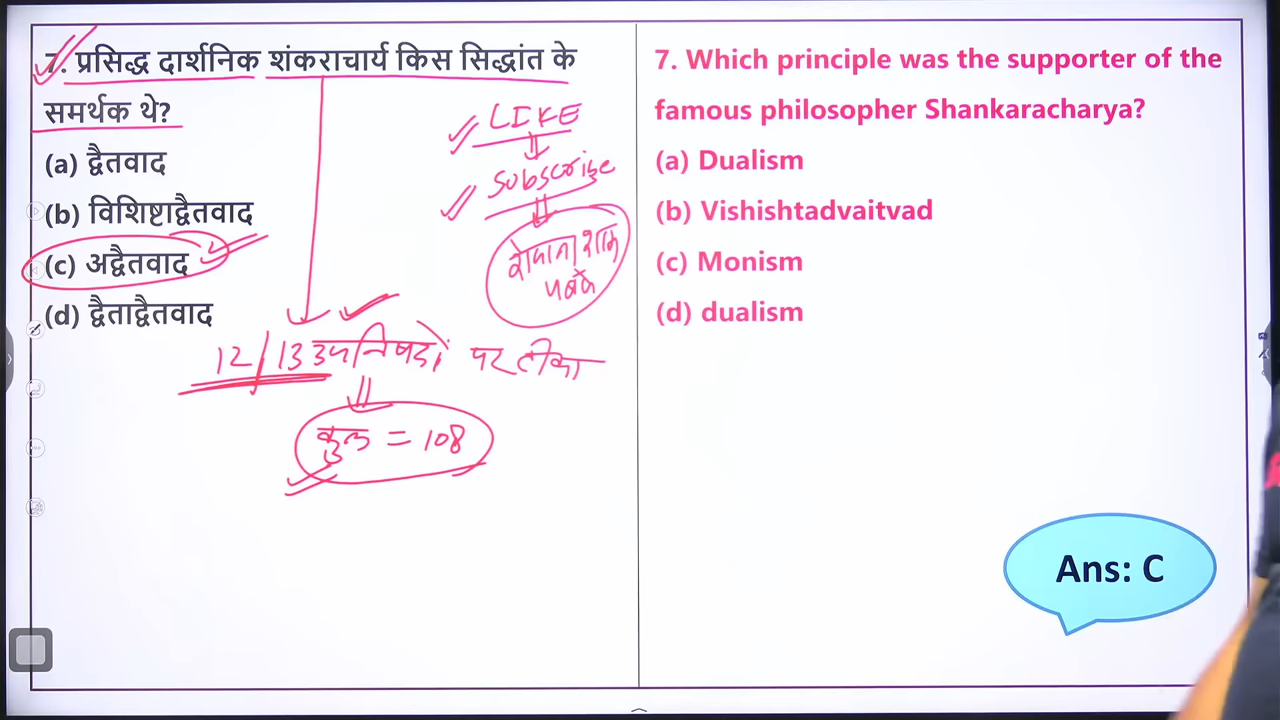 7. प्रसिद्ध दार्शनिक शंकराचार्य किस सिद्धांत के
समर्थक थे?
(a) द्वैतवाद
(b) विशिष्टाद्वैतवाद
(c) अद्वैतवाद
(d) द्वैताद्वैतवाद
LIKE
Subscribe
रोजाना शाम
12/13 उपनिषदों पर टीका
कुल = 108
7. Which principle was the supporter of the
famous philosopher Shankaracharya?
(a) Dualism
(b) Vishishtadvaitvad
(c) Monism
(d) dualism
Ans: C